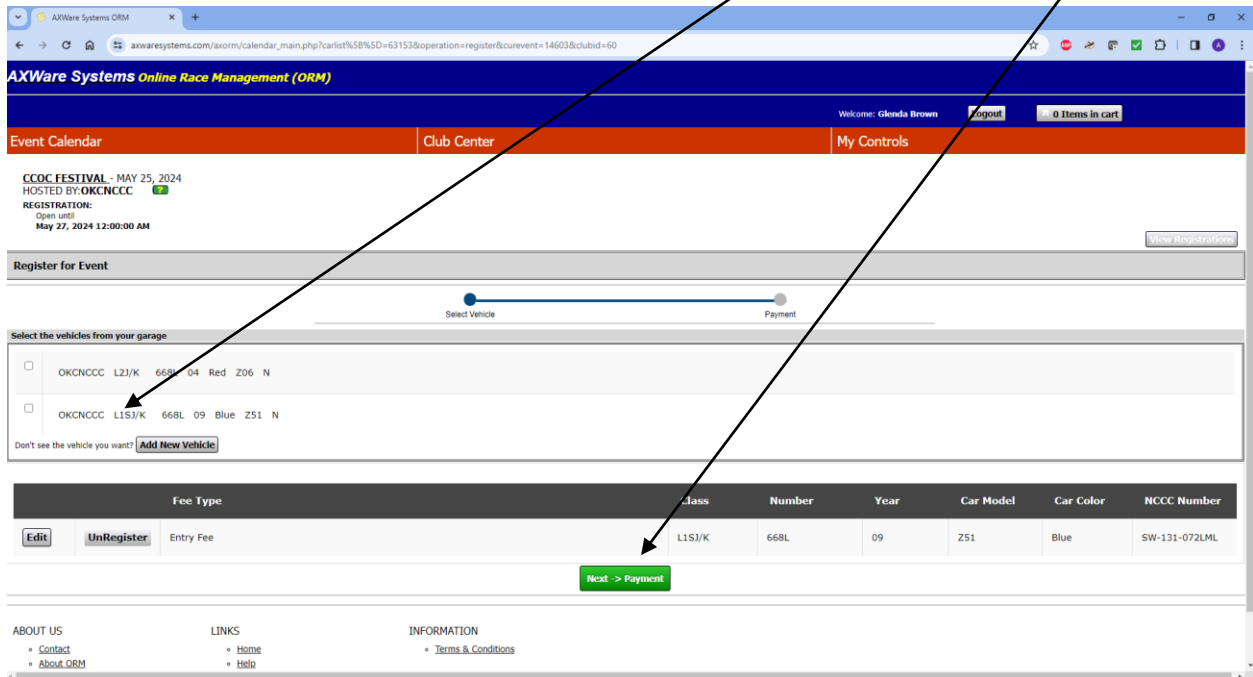 AXWare Systems ORM
axwaresystems.com/axorm/calendar_main.php?carlist%5B%5D=63153&operation=register&curevent=14603&clubid=60
AXWare Systems Online Race Management (ORM)
Welcome: Glenda Brown Logout 0 Items in cart
Event Calendar Club Center My Controls
CCOC FESTIVAL - MAY 25, 2024
HOSTED BY:OKCNCCC ?
REGISTRATION:
Open until
May 27, 2024 12:00:00 AM
View Registrations
Register for Event
Select Vehicle Payment
Select the vehicles from your garage
OKCNCCC L2J/K 668L 04 Red Z06 N
OKCNCCC L1SJ/K 668L 09 Blue Z51 N
Don't see the vehicle you want? Add New Vehicle
Fee Type Class Number Year Car Model Car Color NCCC Number
Edit UnRegister Entry Fee L1SJ/K 668L 09 Z51 Blue SW-131-072LML
Next -> Payment
ABOUT US LINKS INFORMATION
Contact Home Terms & Conditions
About ORM Help